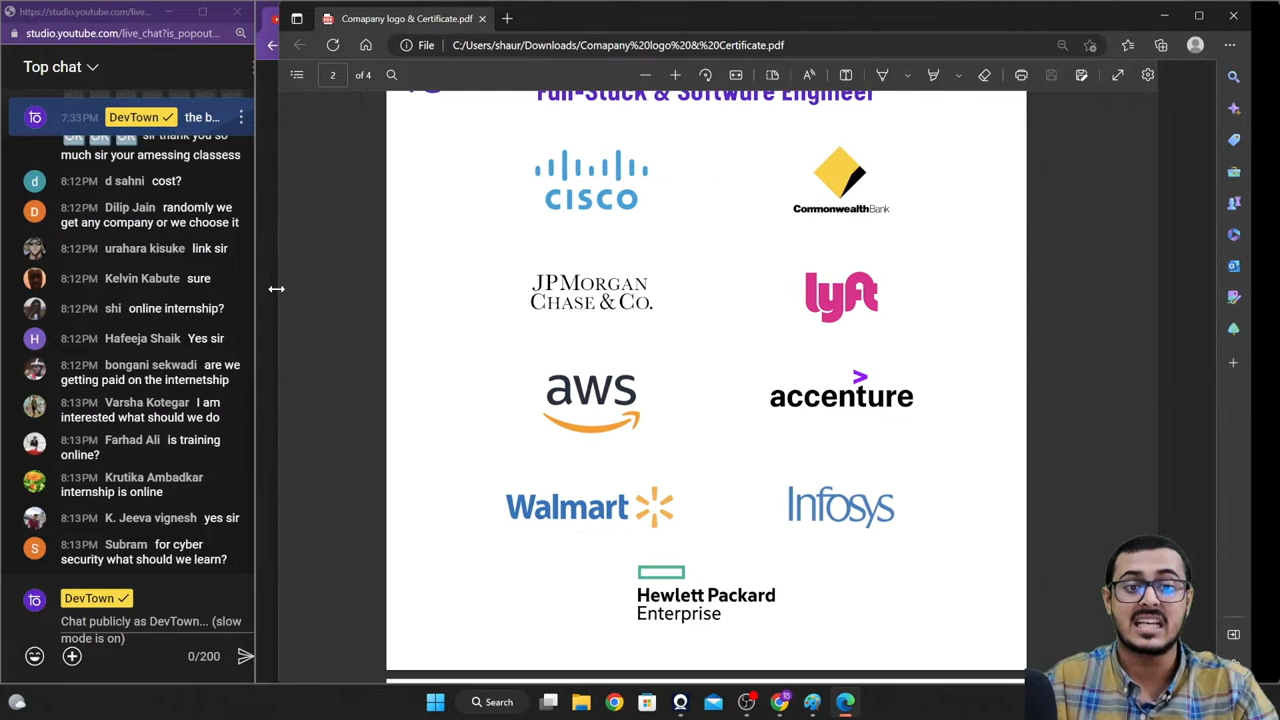 https://studio.youtube.com/live_c...
studio.youtube.com/live_chat?is_popout...
Top chat
7:33PM DevTown the b...
OK OK OK sir thank you so
much sir your amessing classess
8:12PM d sahni cost?
8:12PM Dilip Jain randomly we
get any company or we choose it
8:12PM urahara kisuke link sir
8:12PM Kelvin Kabute sure
8:12PM shi online internship?
8:12PM Hafeeja Shaik Yes sir
8:12PM bongani sekwadi are we
getting paid on the internetship
8:13PM Varsha Kotegar I am
interested what should we do
8:13PM Farhad Ali is training
online?
8:13PM Krutika Ambadkar
internship is online
8:13PM K. Jeeva vignesh yes sir
8:13PM Subram for cyber
security what should we learn?
DevTown
Chat publicly as DevTown... (slow
mode is on)
0/200
Comapany logo & Certificate.pdf
File C:/Users/shaur/Downloads/Comapany%20logo%20&%20Certificate.pdf
2 of 4
Full-Stack & Software Engineer
CISCO
CommonwealthBank
JPMORGAN
CHASE & CO.
lyft
aws
accenture
Walmart
Infosys
Hewlett Packard
Enterprise
Search